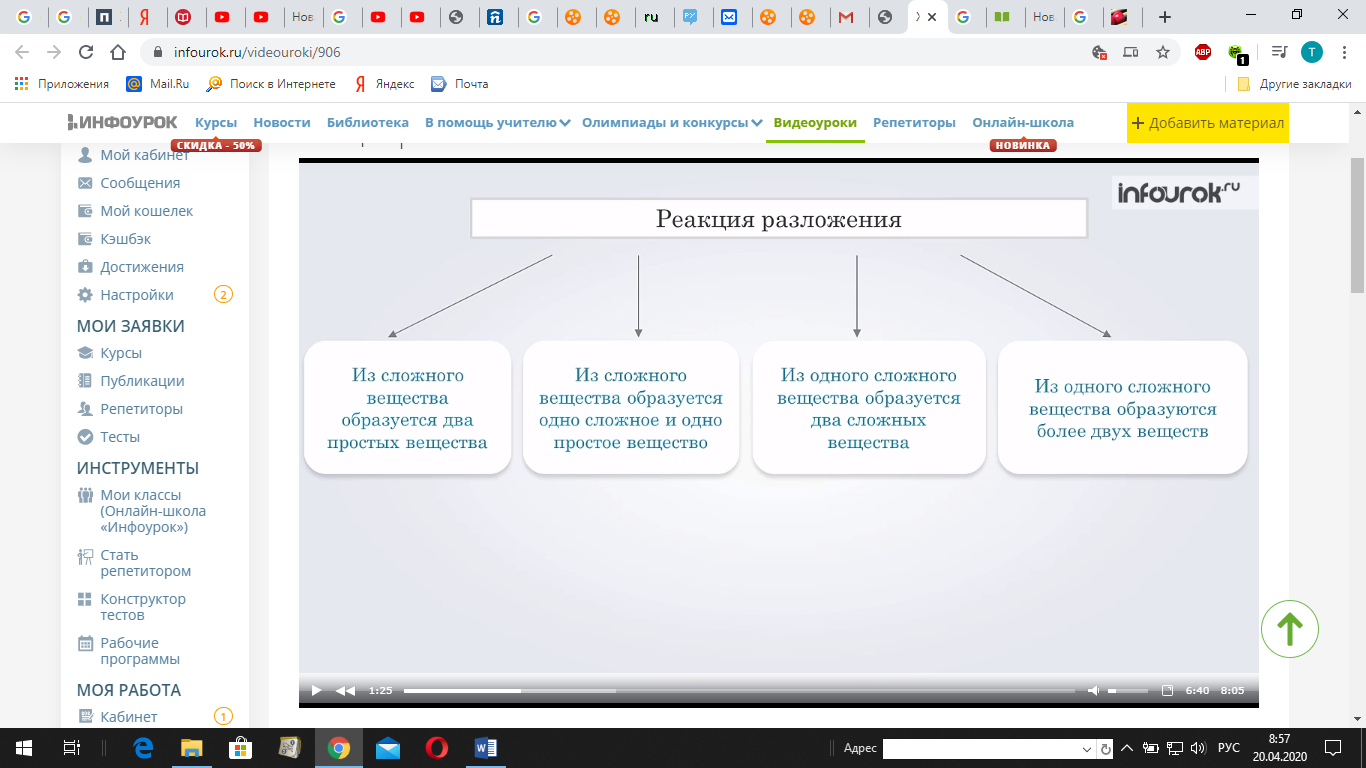 Нов
ru
Нов
infourok.ru/videouroki/906
ABP
1
T
Приложения
Mail.Ru
Поиск в Интернете
Яндекс
Почта
Другие закладки
ИНФОУРОК
Курсы
СКИДКА - 50%
Новости
Библиотека
В помощь учителю
Олимпиады и конкурсы
Видеоуроки
Репетиторы
Онлайн-школа
НОВИНКА
+ Добавить материал
Мой кабинет
Сообщения
Мой кошелек
Кэшбэк
Достижения
Настройки 2
МОИ ЗАЯВКИ
Курсы
Публикации
Репетиторы
Тесты
ИНСТРУМЕНТЫ
Мои классы
(Онлайн-школа
«Инфоурок»)
Стать
репетитором
Конструктор
тестов
Рабочие
программы
МОЯ РАБОТА
Кабинет 1
infourok.ru
Реакция разложения
Из сложного
вещества
образуется два
простых вещества
Из сложного
вещества образуется
одно сложное и одно
простое вещество
Из одного сложного
вещества образуется
два сложных
вещества
Из одного сложного
вещества образуются
более двух веществ
1:25
6:40 8:05
Адрес
РУС
8:57
20.04.2020